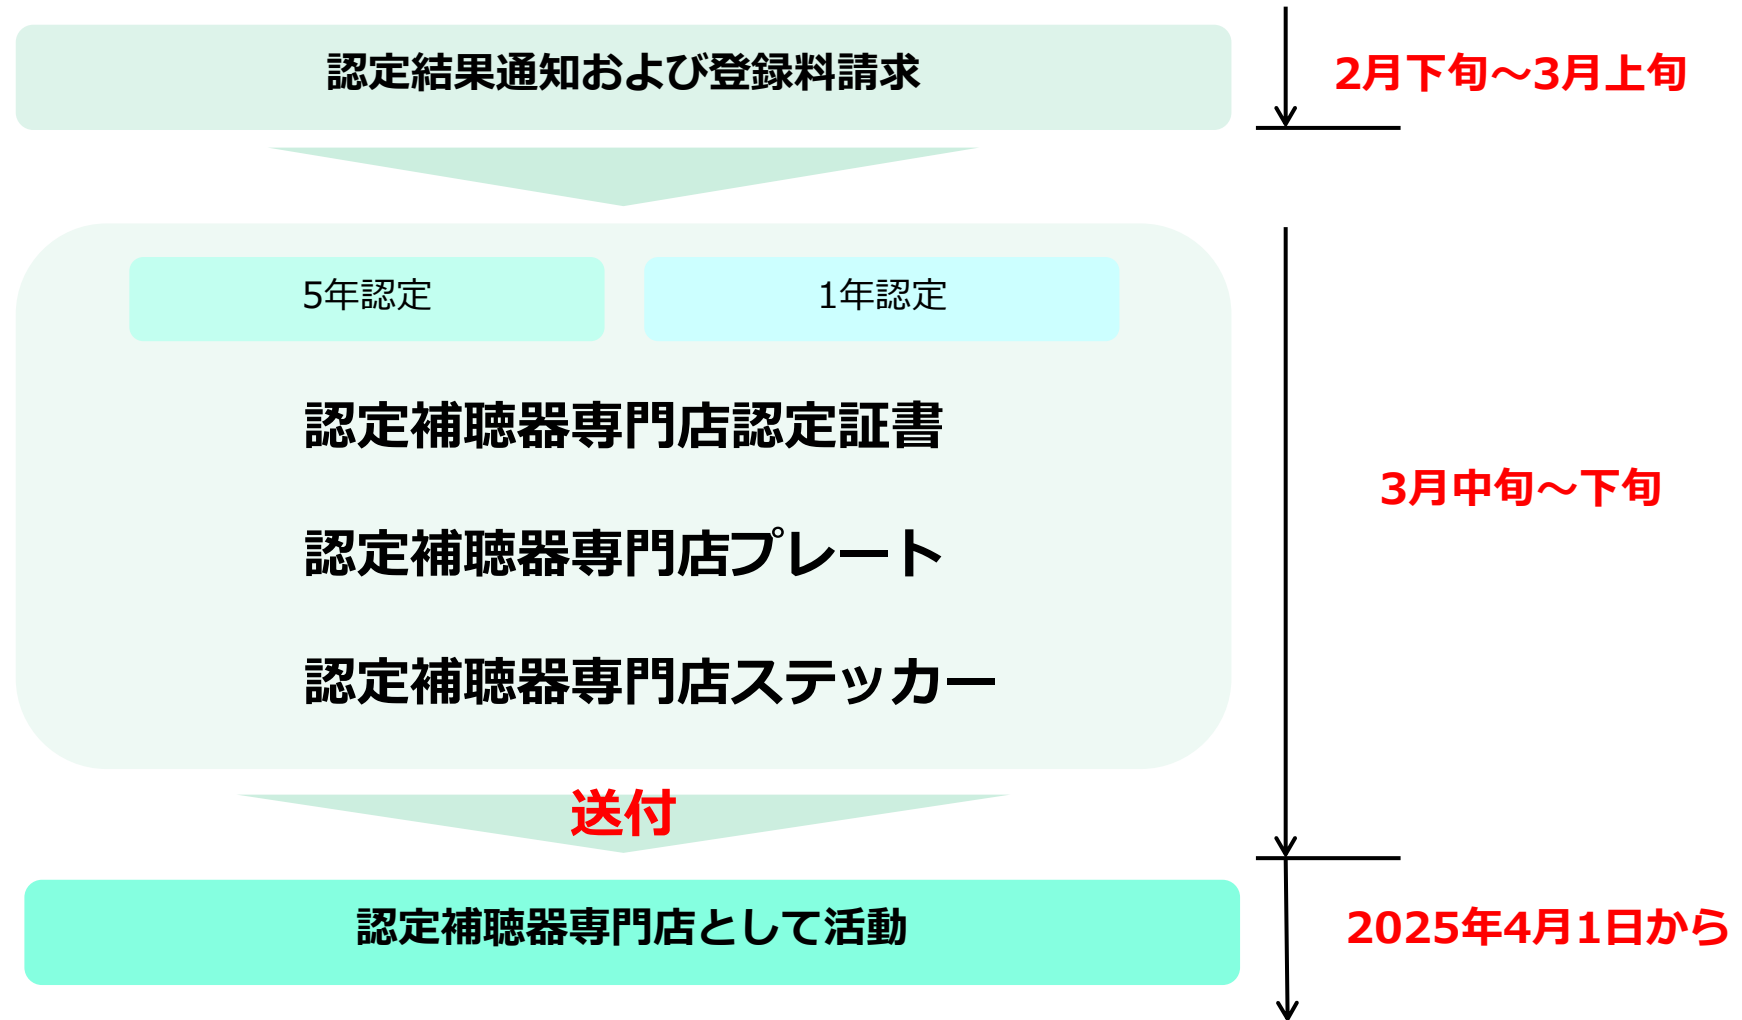 認定結果通知および登録料請求
2月下旬～3月上旬
5年認定
1年認定
認定補聴器専門店認定証書
認定補聴器専門店プレート
認定補聴器専門店ステッカー
3月中旬～下旬
送付
認定補聴器専門店として活動
2025年4月1日から